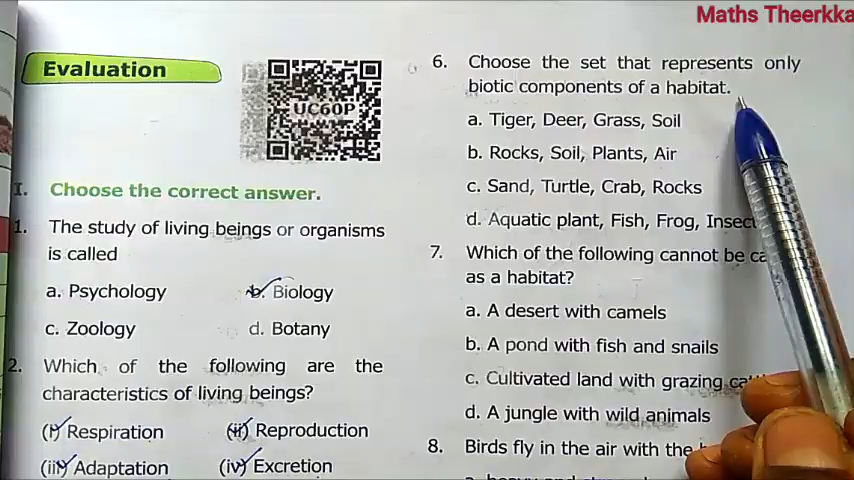 Maths Theerkka
Evaluation
UC60P
I. Choose the correct answer.
1. The study of living beings or organisms
is called
a. Psychology b. Biology
c. Zoology d. Botany
2. Which of the following are the
characteristics of living beings?
(i) Respiration (ii) Reproduction
(iii) Adaptation (iv) Excretion
6. Choose the set that represents only
biotic components of a habitat.
a. Tiger, Deer, Grass, Soil
b. Rocks, Soil, Plants, Air
c. Sand, Turtle, Crab, Rocks
d. Aquatic plant, Fish, Frog, Insect
7. Which of the following cannot be
as a habitat?
a. A desert with camels
b. A pond with fish and snails
c. Cultivated land with grazing
d. A jungle with wild animals
8. Birds fly in the air with the